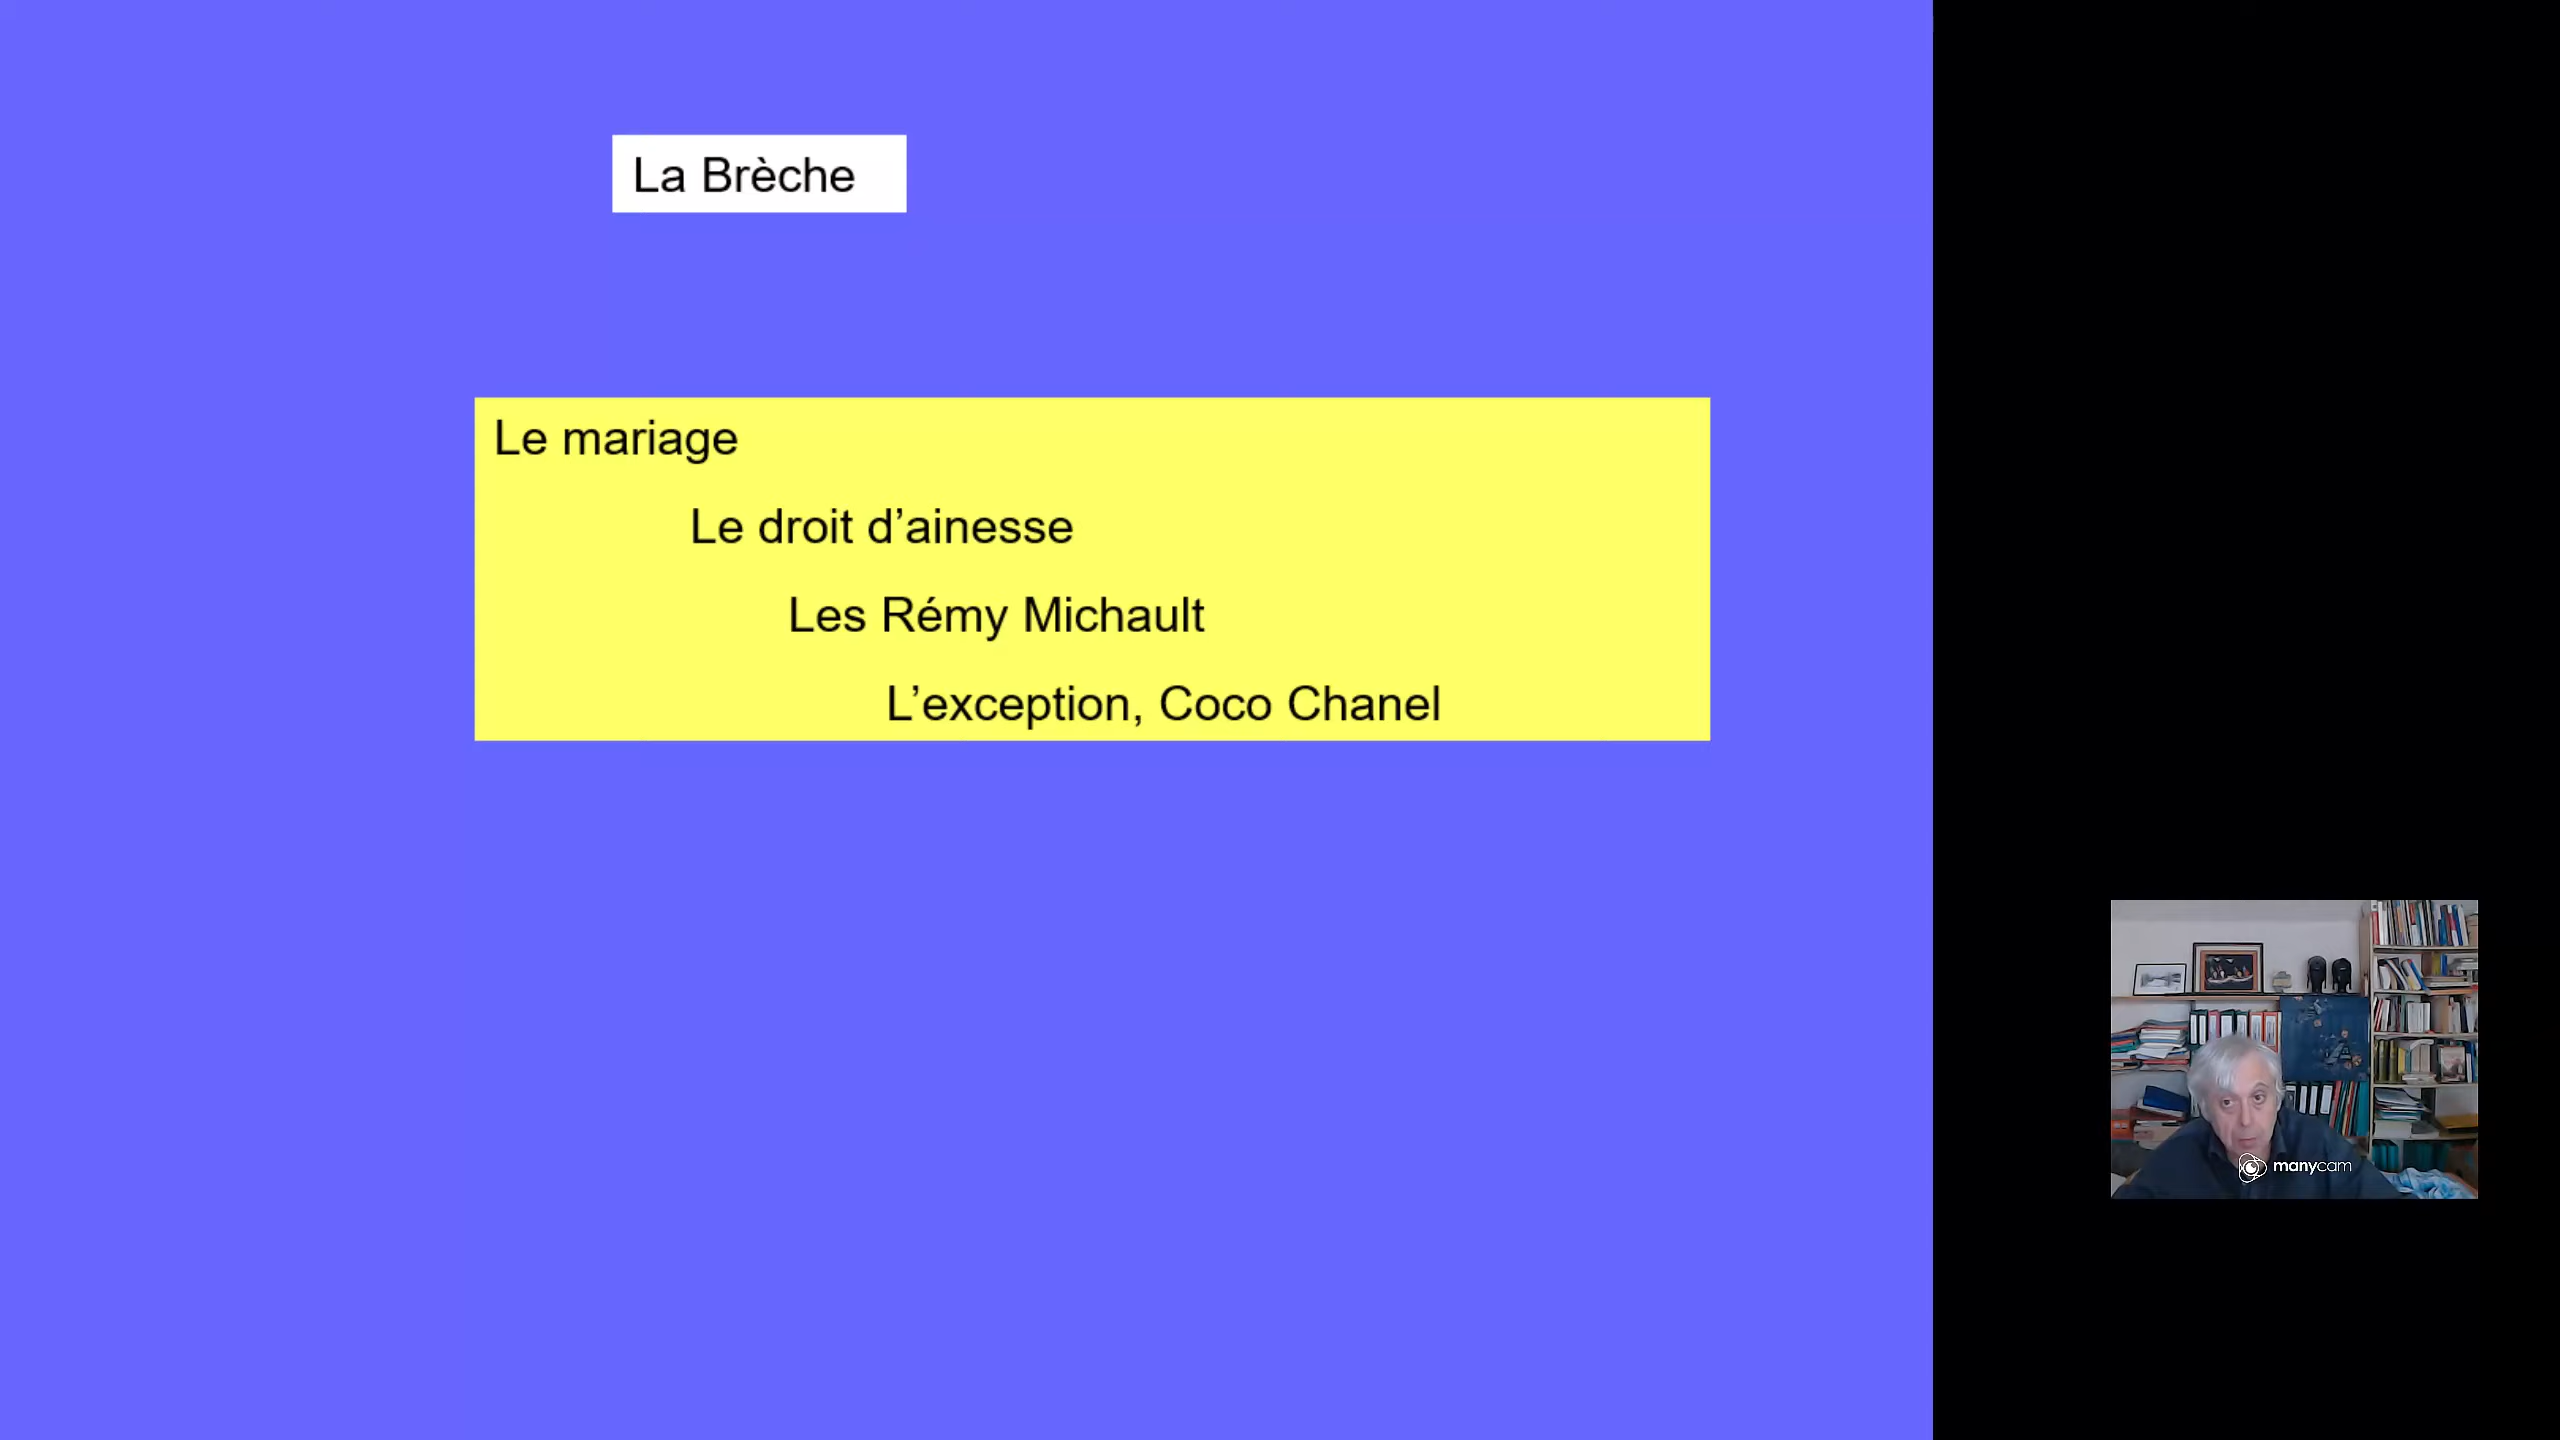 La Brèche
Le mariage
Le droit d’ainesse
Les Rémy Michault
L’exception, Coco Chanel
manycam